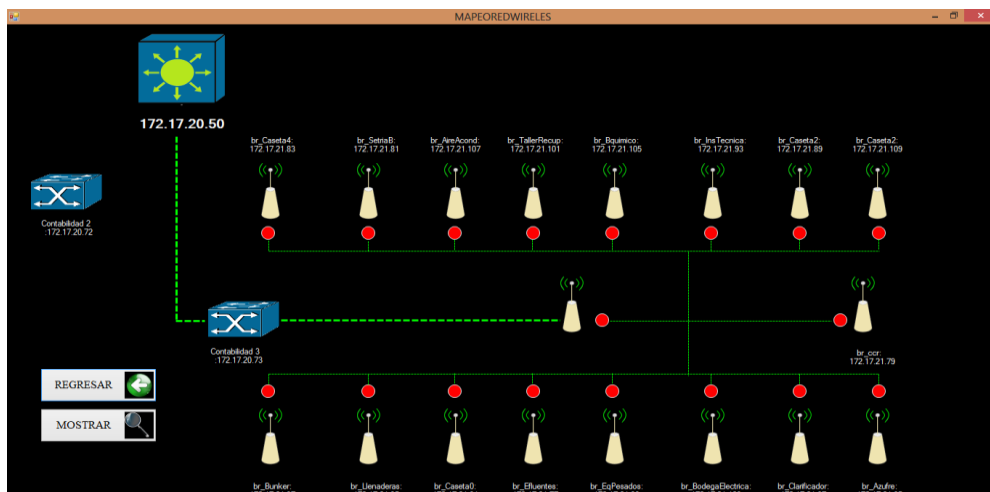 MAPEOREDWIRELES
172.17.20.50
br_Caseta4:
172.17.21.83
br_SetriaB:
172.17.21.81
br_AireAcond:
172.17.21.107
br_TallerRecup:
172.17.21.101
br_Bquimico:
172.17.21.105
br_InsTecnica:
172.17.21.93
br_Caseta2:
172.17.21.89
br_Caseta2:
172.17.21.109
Contabilidad 2
:172.17.20.72
Contabilidad 3
:172.17.20.73
br_ccr:
172.17.21.79
REGRESAR
MOSTRAR
br_Bunker:
br_Llenaderas:
br_Caseta0:
br_Efluentes:
br_EqPesados:
br_BodegaElectrica:
br_Clarificador:
br_Azufre: